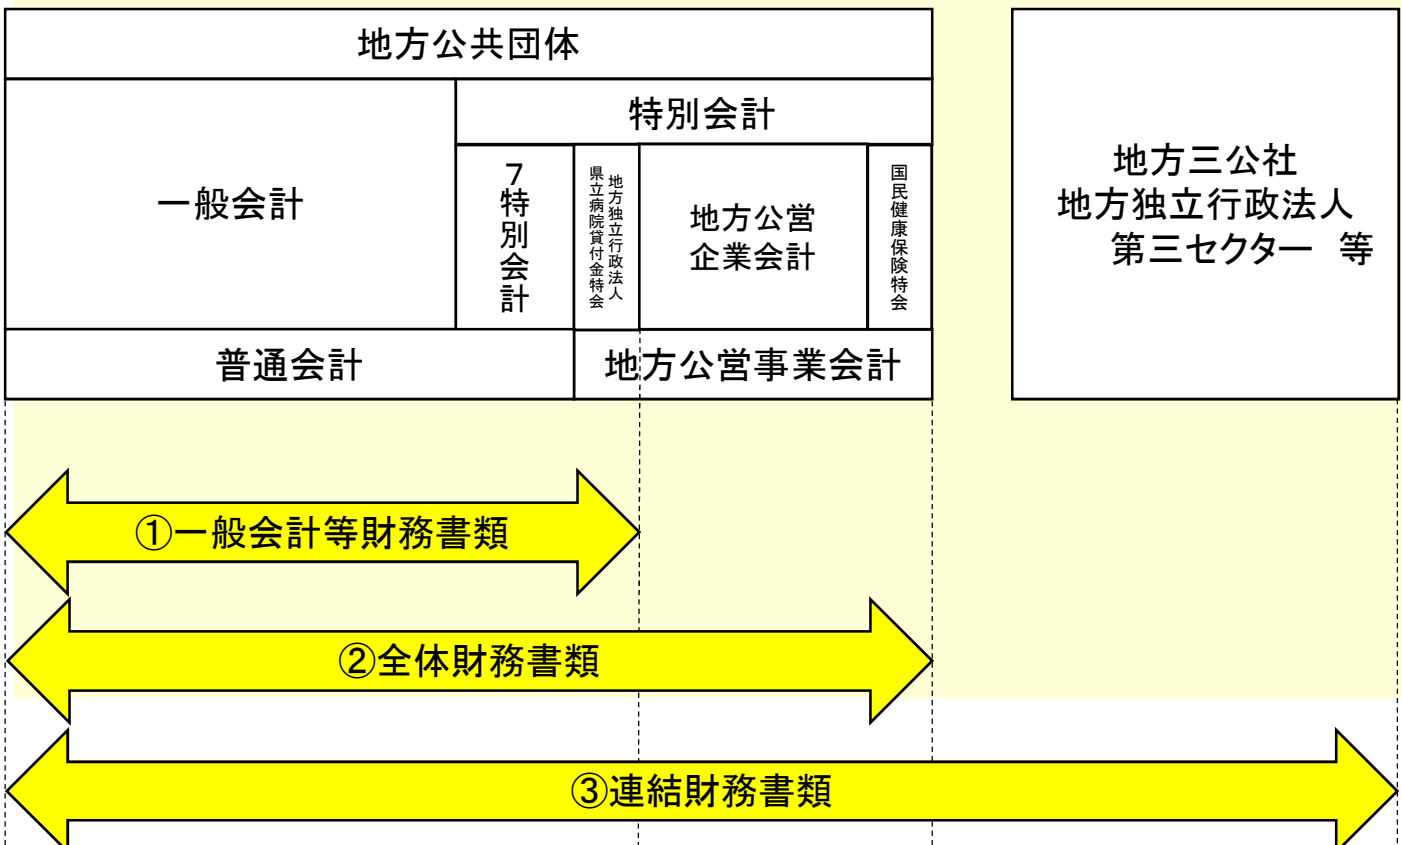 地方公共団体
特別会計
一般会計
7特別会計
地方独立行政法人
県立病院貸付金特会
地方公営
企業会計
国民健康保険特会
普通会計
地方公営事業会計
地方三公社
地方独立行政法人
第三セクター 等
①一般会計等財務書類
②全体財務書類
③連結財務書類